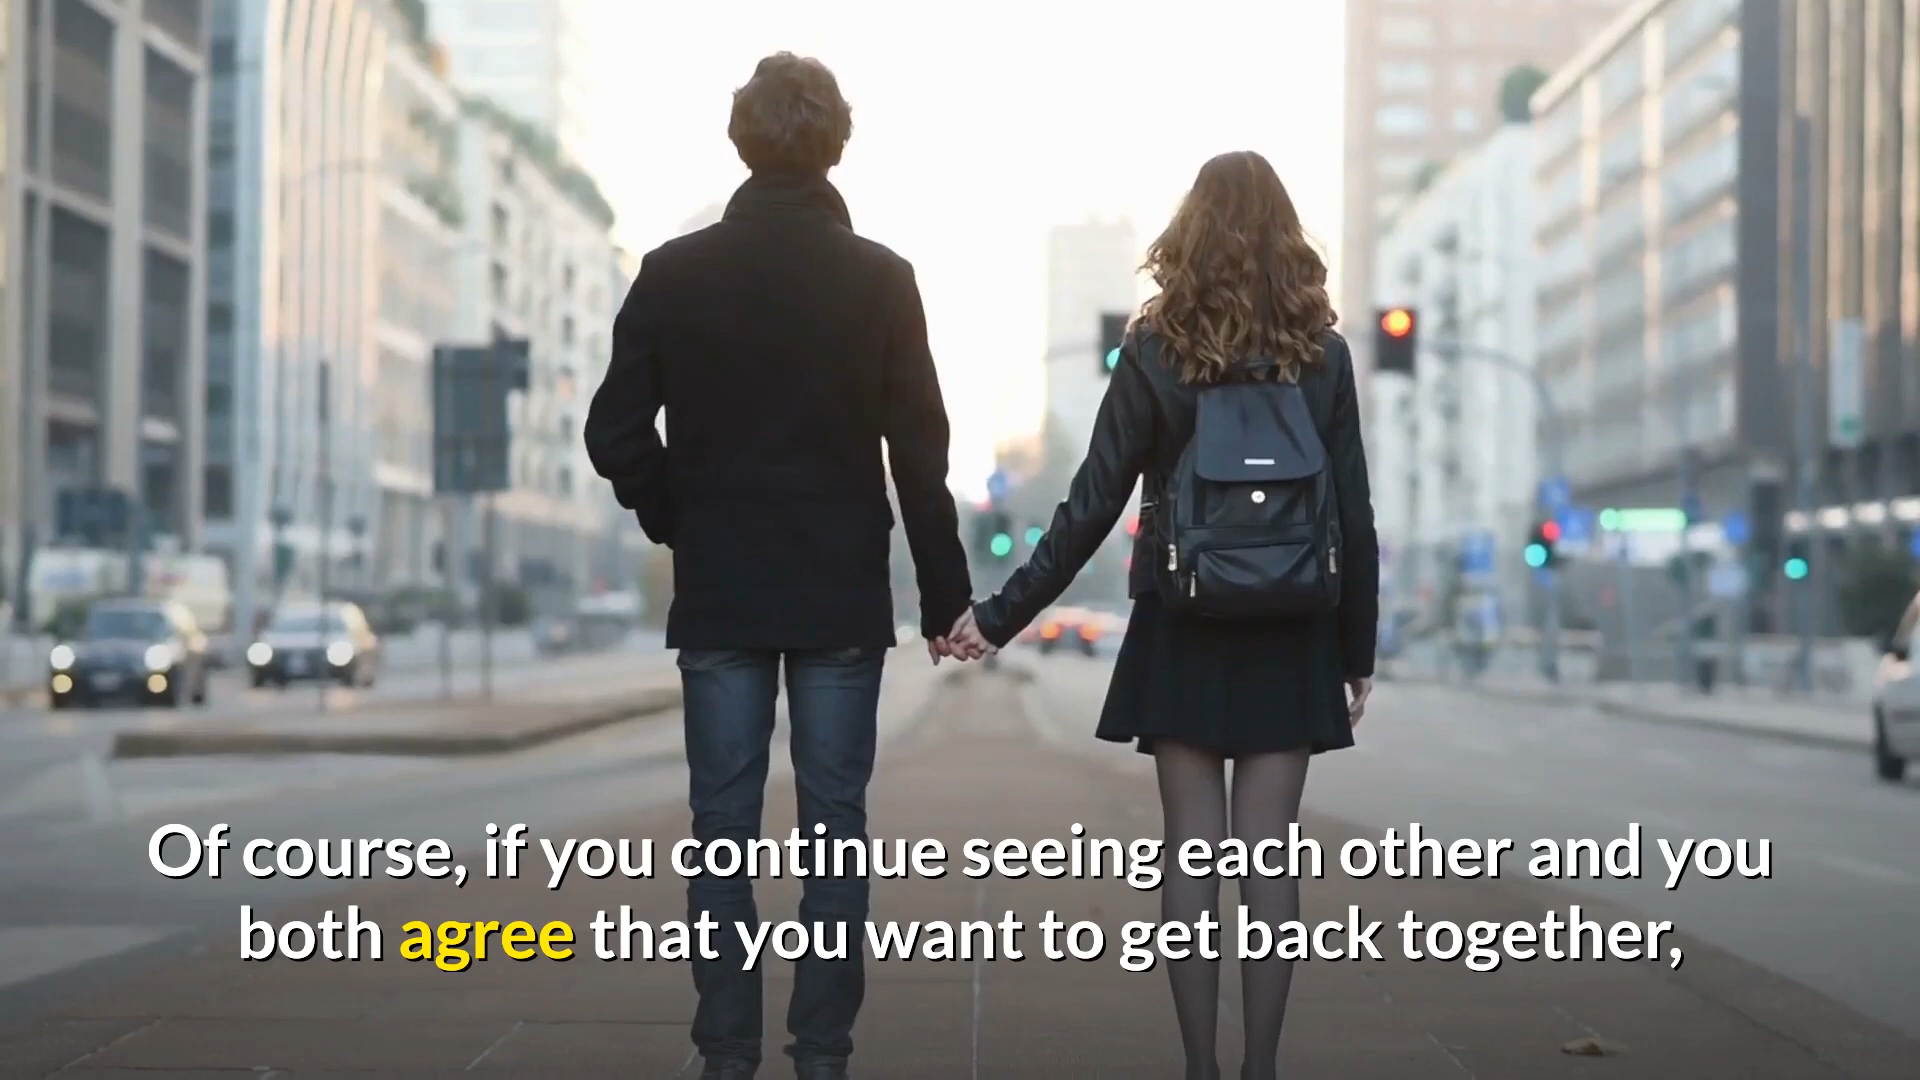 Of course, if you continue seeing each other and you
both agree that you want to get back together,